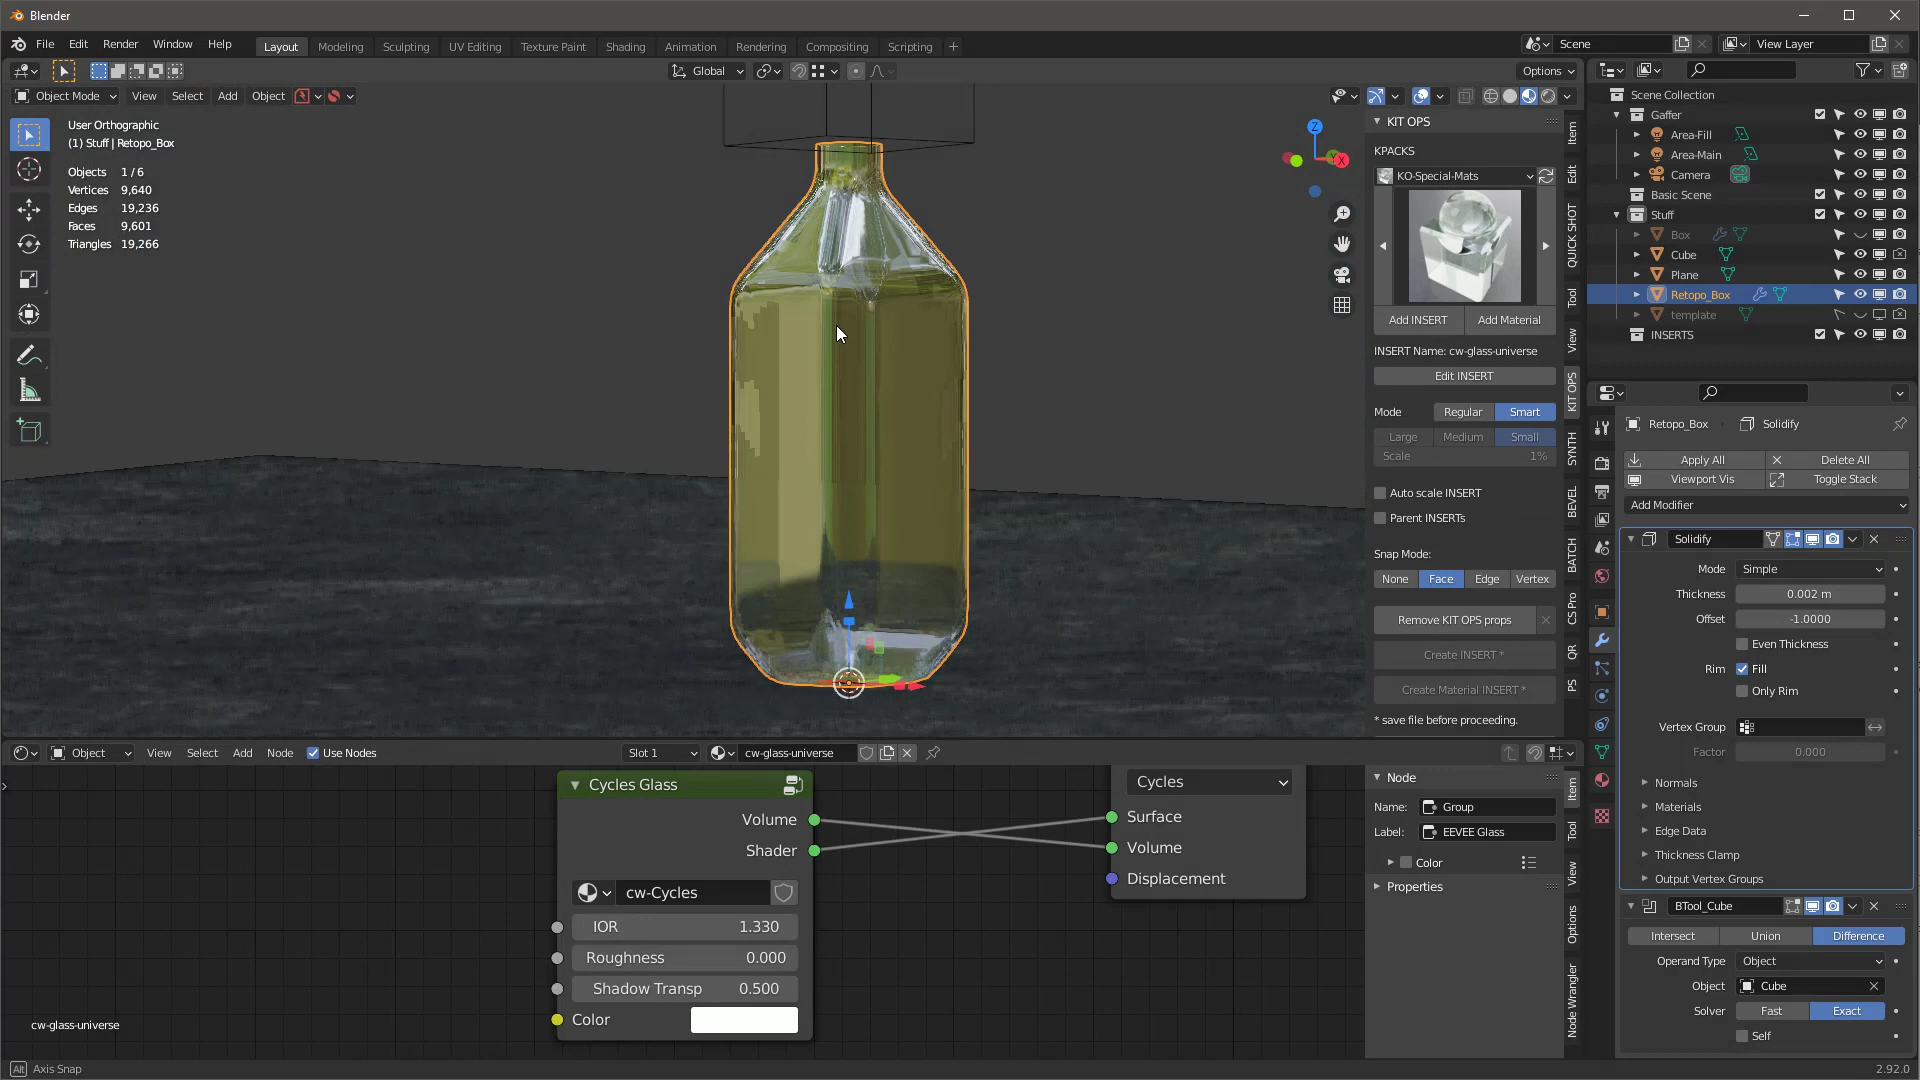 Blender
File Edit Render Window Help
Layout Modeling Sculpting UV Editing Texture Paint Shading Animation Rendering Compositing Scripting +
Scene
View Layer
Global
Options
Object Mode View Select Add Object
User Orthographic
(1) Stuff | Retopo_Box
Objects 1 / 6
Vertices 9,640
Edges 19,236
Faces 9,601
Triangles 19,266
Z
X
KIT OPS
KPACKS
KO-Special-Mats
Add INSERT Add Material
INSERT Name: cw-glass-universe
Edit INSERT
Mode Regular Smart
Large Medium Small
Scale 1%
Auto scale INSERT
Parent INSERTs
Snap Mode:
None Face Edge Vertex
Remove KIT OPS props
Create INSERT *
Create Material INSERT *
* save file before proceeding.
Item
Edit
QUICK SHOT
Tool
View
KIT OPS
SYNTH
BEVEL
BATCH
CS Pro
QR
PS
Scene Collection
Gaffer
Area-Fill
Area-Main
Camera
Basic Scene
Stuff
Box
Cube
Plane
Retopo_Box
template
INSERTS
Retopo_Box Solidify
Apply All Delete All
Viewport Vis Toggle Stack
Add Modifier
Solidify
Mode Simple
Thickness 0.002 m
Offset -1.0000
Even Thickness
Rim Fill
Only Rim
Vertex Group
Factor 0.000
Normals
Materials
Edge Data
Thickness Clamp
Output Vertex Groups
BTool_Cube
Intersect Union Difference
Operand Type Object
Object Cube
Solver Fast Exact
Self
Object View Select Add Node Use Nodes Slot 1 cw-glass-universe
Cycles Glass
Volume
Shader
cw-Cycles
IOR 1.330
Roughness 0.000
Shadow Transp 0.500
Color
Cycles
Surface
Volume
Displacement
Node
Name: Group
Label: EEVEE Glass
Color
Properties
Item
Tool
View
Options
Node Wrangler
cw-glass-universe
Alt Axis Snap
2.92.0